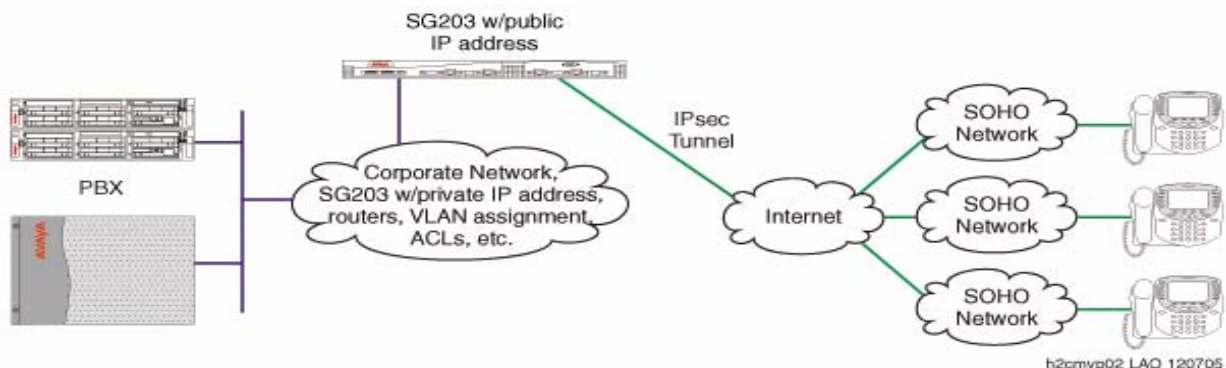 SG203 w/public
IP address
AVAYA
IPsec
Tunnel
PBX
Corporate Network,
SG203 w/private IP address,
routers, VLAN assignment,
ACLs, etc.
Internet
SOHO
Network
SOHO
Network
SOHO
Network
AVAYA
h2cmvp02 LAO 120705